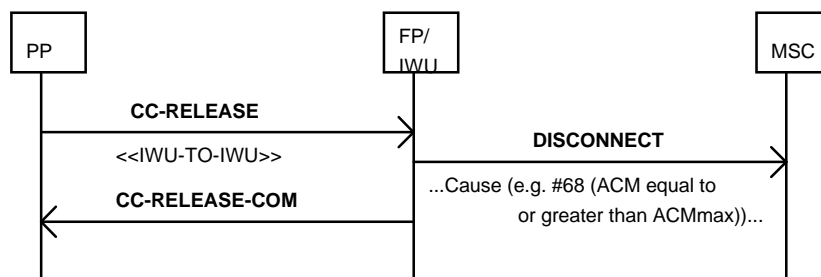 PP
FP/
IWU
MSC
CC-RELEASE
<<IWU-TO-IWU>>
DISCONNECT
CC-RELEASE-COM
...Cause (e.g. #68 (ACM equal to
or greater than ACMmax))...